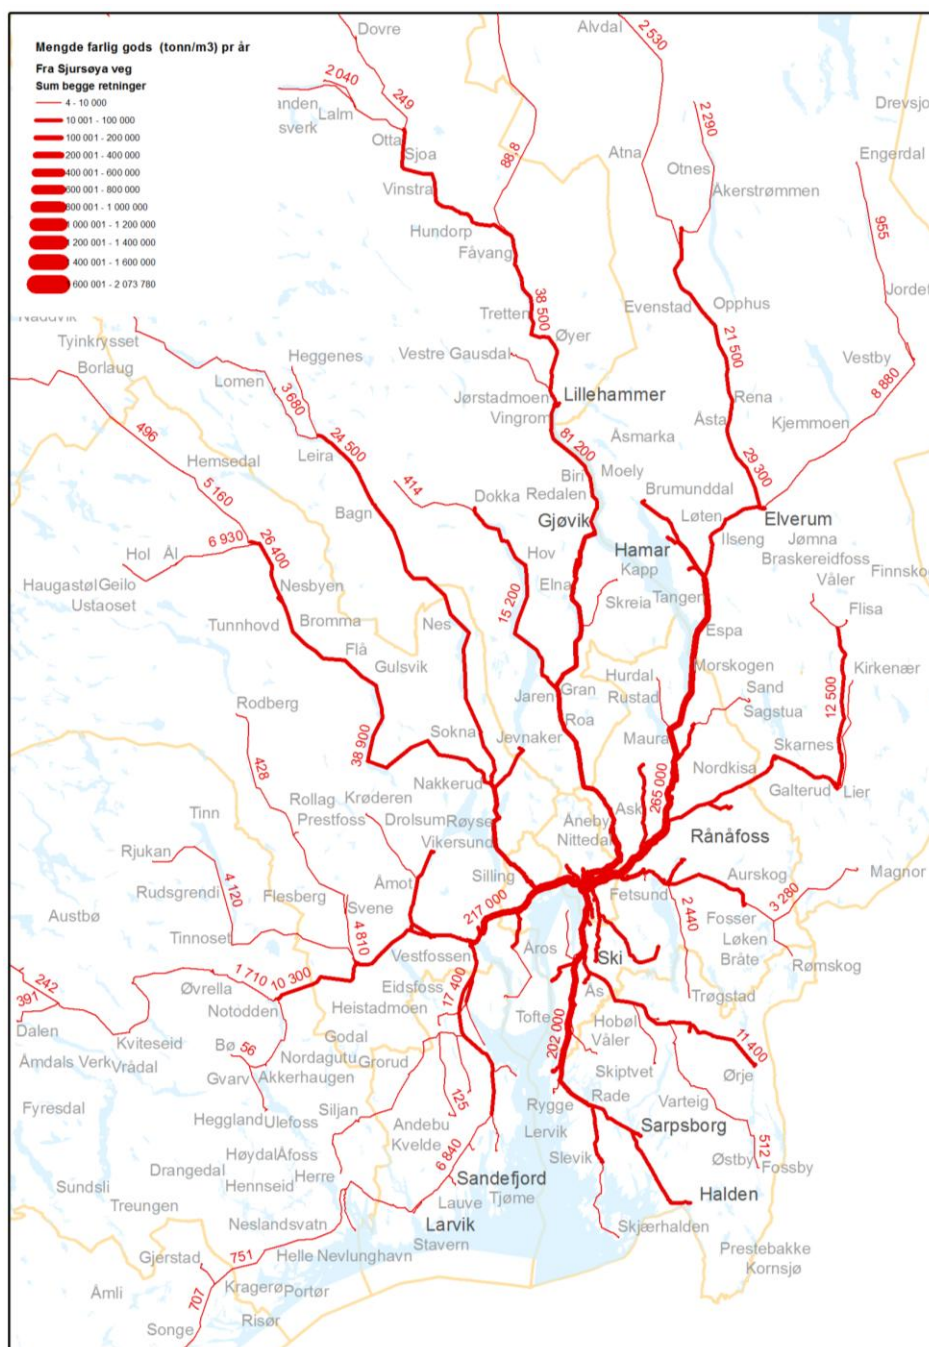 Mengde farlig gods (tonn/m3) pr år
Fra Sjursøya veg
Sum begge retninger
4 - 10 000
10 001 - 100 000
100 001 - 200 000
200 001 - 400 000
400 001 - 600 000
600 001 - 800 000
800 001 - 1 000 000
000 001 - 1 200 000
200 001 - 1 400 000
400 001 - 1 600 000
600 001 - 2 073 780
Dovre
Alvdal
2 530
2 040
249
anden
Lalm
sverk
Otta
Sjoa
88,8
2 290
Drevsjø
Atna
Otnes
Engerdal
Vinstra
Åkerstrømmen
Hundorp
955
Fåvang
38 500
Evenstad
Opphus
Jordet
Tretten
Øyer
21 500
Tyinkrysset
Borlaug
Heggenes
Vestre Gausdal
Vestby
Lomen
3 680
Jørstadmoen
Lillehammer
Rena
8 880
Vingrom
Åsta
Kjemmoen
496
24 500
Leira
81 200
Åsmarka
Hemsedal
Moely
29 300
5 160
414
Biri
Brumunddal
Dokka
Redalen
Bagn
Gjøvik
Løten
Elverum
6 930
26 400
Hol
Ål
Hov
Hamar
Ilseng
Jømna
Kapp
Braskereidfoss
Haugastøl
Geilo
Nesbyen
Elna
Våler
Finnskog
Ustaoset
15 200
Skreia
Tangen
Flisa
Tunnhovd
Bromma
Nes
Espa
Flå
Gulsvik
Hurdal
Morskogen
Kirkenær
Rodberg
Jaren
Gran
Rustad
Sand
12 500
Sokna
Roa
Sagstua
38 900
Jevnaker
Maura
Skarnes
428
Nakkerud
265 000
Nordkisa
Rollag
Krøderen
Galterud
Lier
Tinn
Prestfoss
Drolsum
Røyse
Åneby
Ask
Rånåfoss
Rjukan
Vikersund
Nittedal
4 120
Rudsgrendi
Flesberg
Åmot
Silling
Aurskog
Magnor
Fetsund
Austbø
Svene
217 000
3 280
Tinnoset
4 810
2 440
Fosser
Løken
Vestfossen
Åros
Ski
Bråte
Rømskog
242
1 710
10 300
Øvrella
Eidsfoss
17 400
Ås
Trøgstad
391
Notodden
Heistadmoen
Tofte
Hobøl
Dalen
Kviteseid
Godal
202 000
Våler
11 400
Bø
56
Nordagutu
Grorud
Skiptvet
Åmdals Verk
Vrådal
Gvarv
Akkerhaugen
Ørje
Fyresdal
Siljan
125
Rygge
Rade
Varteig
Heggland
Ulefoss
Andebu
Lervik
Sarpsborg
Høydal
Åfoss
Kvelde
Slevik
512
Drangedal
Herre
6 840
Østby
Fossby
Sundsli
Hennseid
Sandefjord
Treungen
Lauve
Tjøme
Halden
Neslandsvatn
Larvik
Skjærhalden
Gjerstad
751
Helle
Nevlunghavn
Stavern
Prestebakke
Kornsjø
Åmli
707
Kragerø
Portør
Songe
Risør